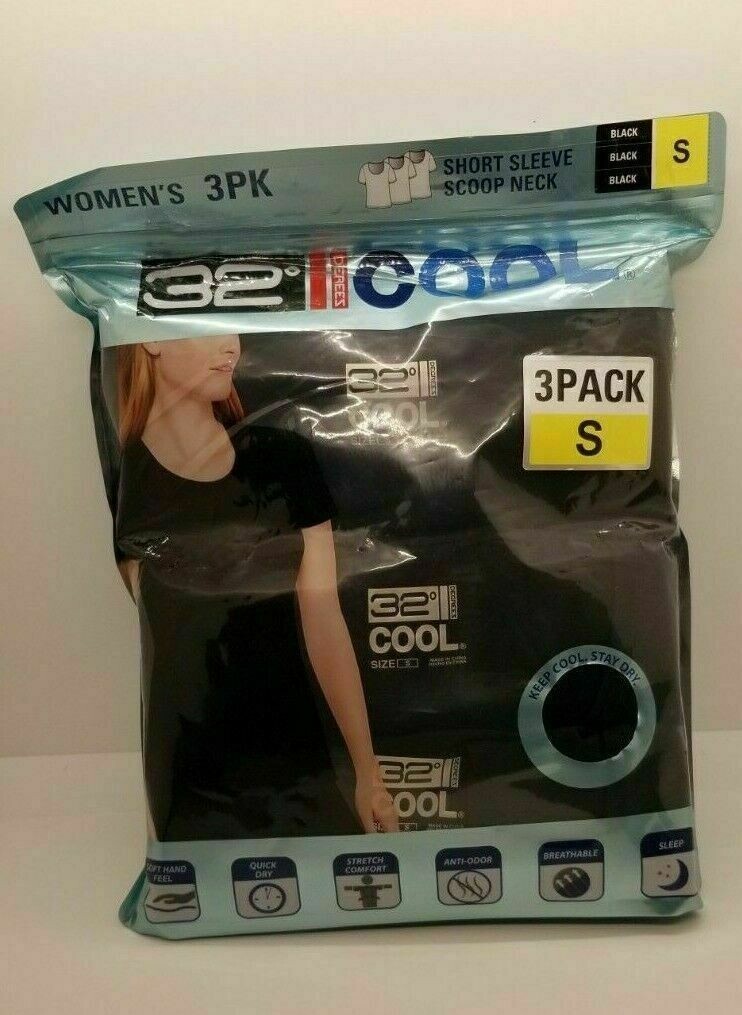 WOMEN'S 3PK
SHORT SLEEVE
SCOOP NECK
BLACK
BLACK
BLACK
S
32° DEGREES COOL®
32° DEGREES
COOL®
SIZE
3PACK
S
32° DEGREES
COOL®
SIZE S
MADE IN CHINA
KEEP COOL. STAY DRY.
32° DEGREES
COOL®
S
SOFT HAND
FEEL
QUICK
DRY
STRETCH
COMFORT
ANTI-ODOR
BREATHABLE
SLEEP